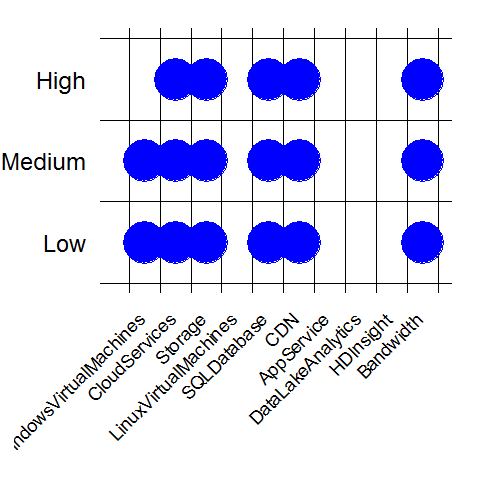 High
Medium
Low
ndowsVirtualMachines
CloudServices
Storage
LinuxVirtualMachines
SQLDatabase
CDN
AppService
DataLakeAnalytics
HDInsight
Bandwidth